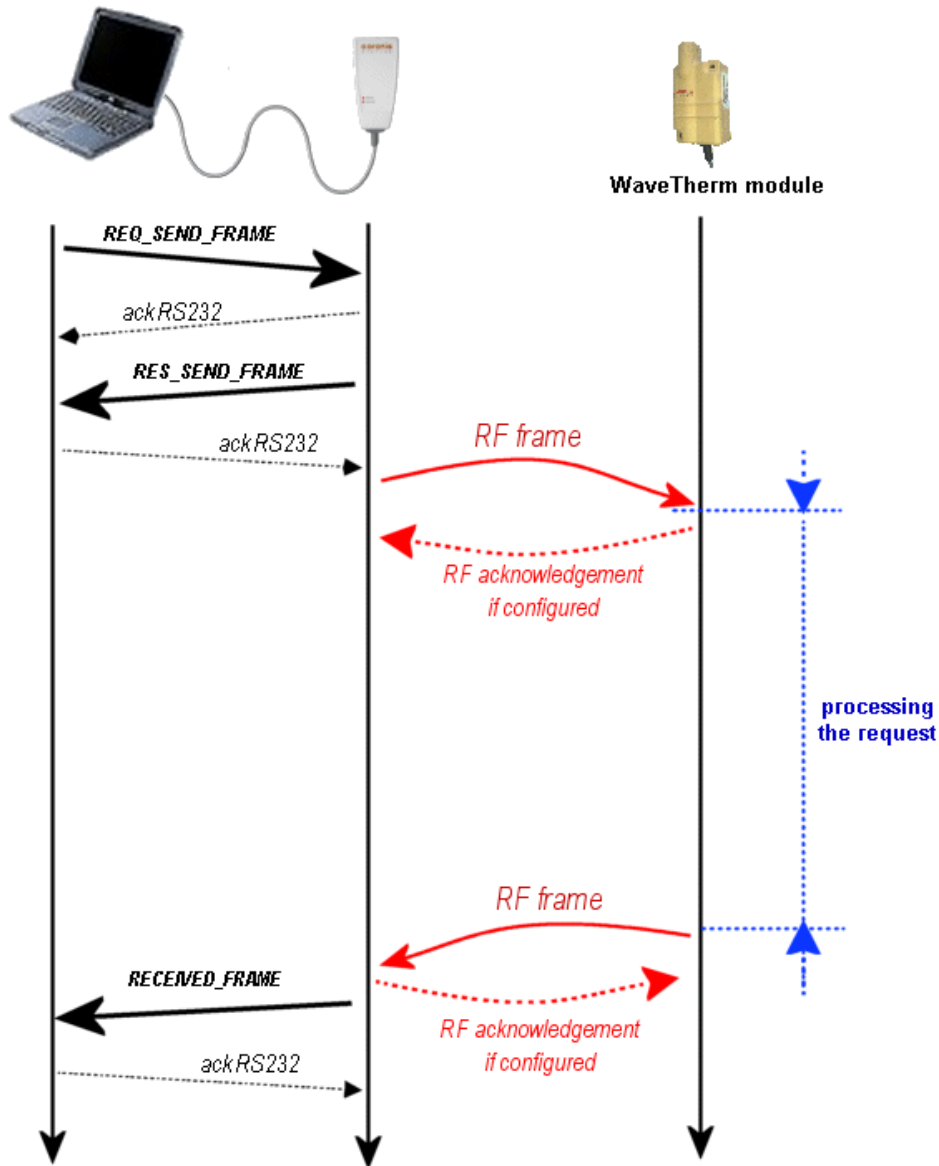 WaveTherm module
REQ_SEND_FRAME
ackRS232
RES_SEND_FRAME
ackRS232
RF frame
RF acknowledgement
if configured
processing
the request
RF frame
RECEIVED_FRAME
RF acknowledgement
if configured
ackRS232